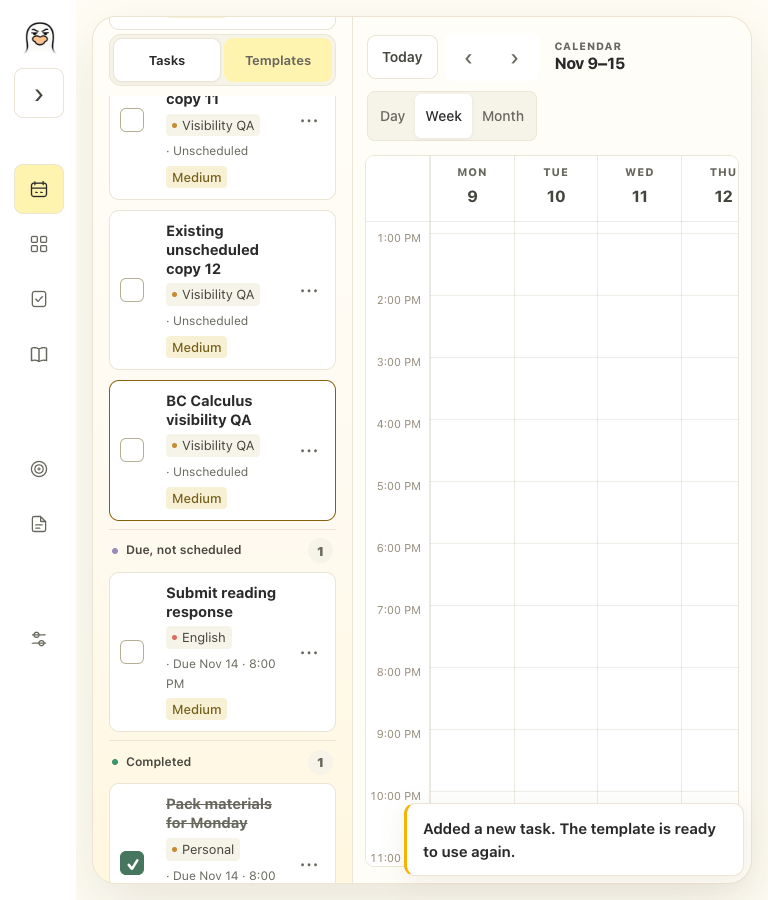 Tasks
Templates
copy 11
Visibility QA
· Unscheduled
Medium
Existing
unscheduled
copy 12
Visibility QA
· Unscheduled
Medium
BC Calculus
visibility QA
Visibility QA
· Unscheduled
Medium
Due, not scheduled
1
Submit reading
response
English
· Due Nov 14 · 8:00
PM
Medium
Completed
1
Pack materials
for Monday
Personal
· Due Nov 14 · 8:00
Today
CALENDAR
Nov 9–15
Day
Week
Month
MON
TUE
WED
THU
9
10
11
12
1:00 PM
2:00 PM
3:00 PM
4:00 PM
5:00 PM
6:00 PM
7:00 PM
8:00 PM
9:00 PM
10:00 PM
11:00
Added a new task. The template is ready
to use again.